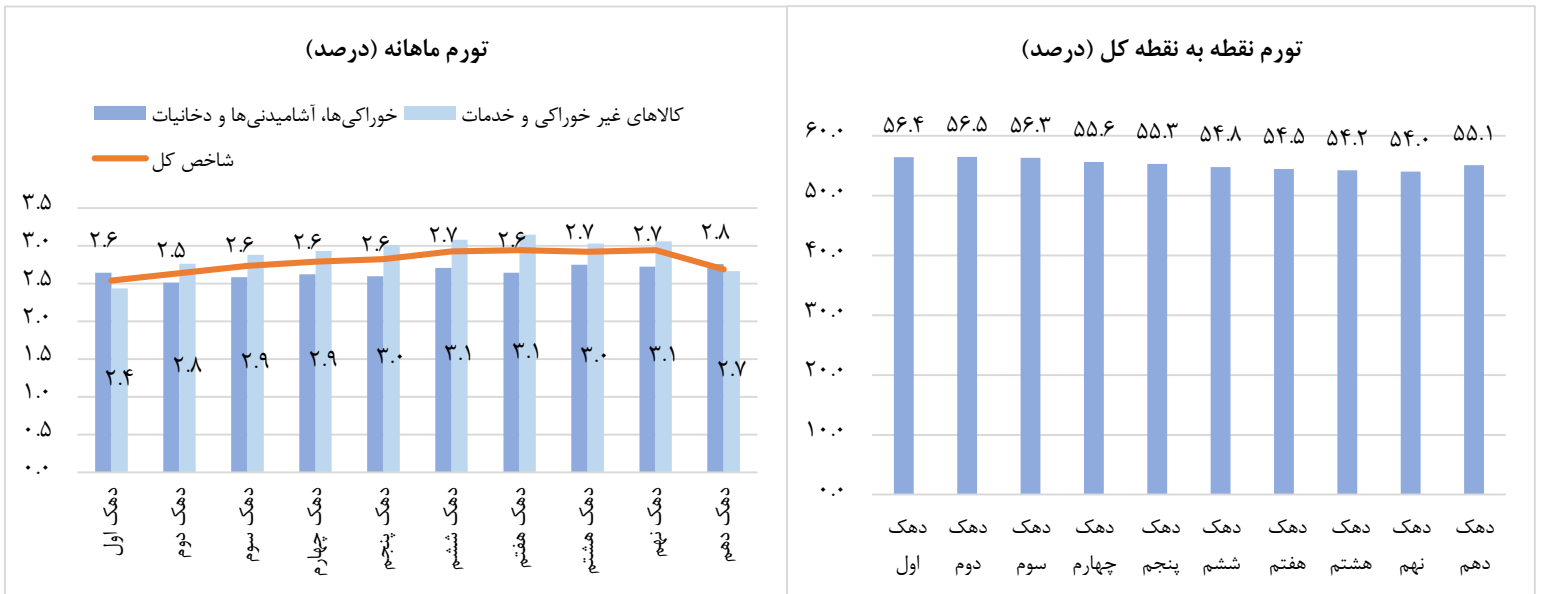 تورم ماهانه (درصد)
خوراکی‌ها، آشامیدنی‌ها و دخانیات
کالاهای غیر خوراکی و خدمات
شاخص کل
۳.۵
۳.۰
۲.۵
۲.۰
۱.۵
۱.۰
۰.۵
۰.۰
۲.۶ ۲.۵ ۲.۶ ۲.۶ ۲.۶ ۲.۷ ۲.۶ ۲.۷ ۲.۷ ۲.۸
۲.۴ ۲.۸ ۲.۹ ۲.۹ ۳.۰ ۳.۱ ۳.۱ ۳.۰ ۳.۱ ۲.۷
دهک اول
دهک دوم
دهک سوم
دهک چهارم
دهک پنجم
دهک ششم
دهک هفتم
دهک هشتم
دهک نهم
دهک دهم
تورم نقطه به نقطه کل (درصد)
۶۰.۰
۵۰.۰
۴۰.۰
۳۰.۰
۲۰.۰
۱۰.۰
۰.۰
۵۶.۴ ۵۶.۵ ۵۶.۳ ۵۵.۶ ۵۵.۳ ۵۴.۸ ۵۴.۵ ۵۴.۲ ۵۴.۰ ۵۵.۱
دهک
اول
دهک
دوم
دهک
سوم
دهک
چهارم
دهک
پنجم
دهک
ششم
دهک
هفتم
دهک
هشتم
دهک
نهم
دهک
دهم